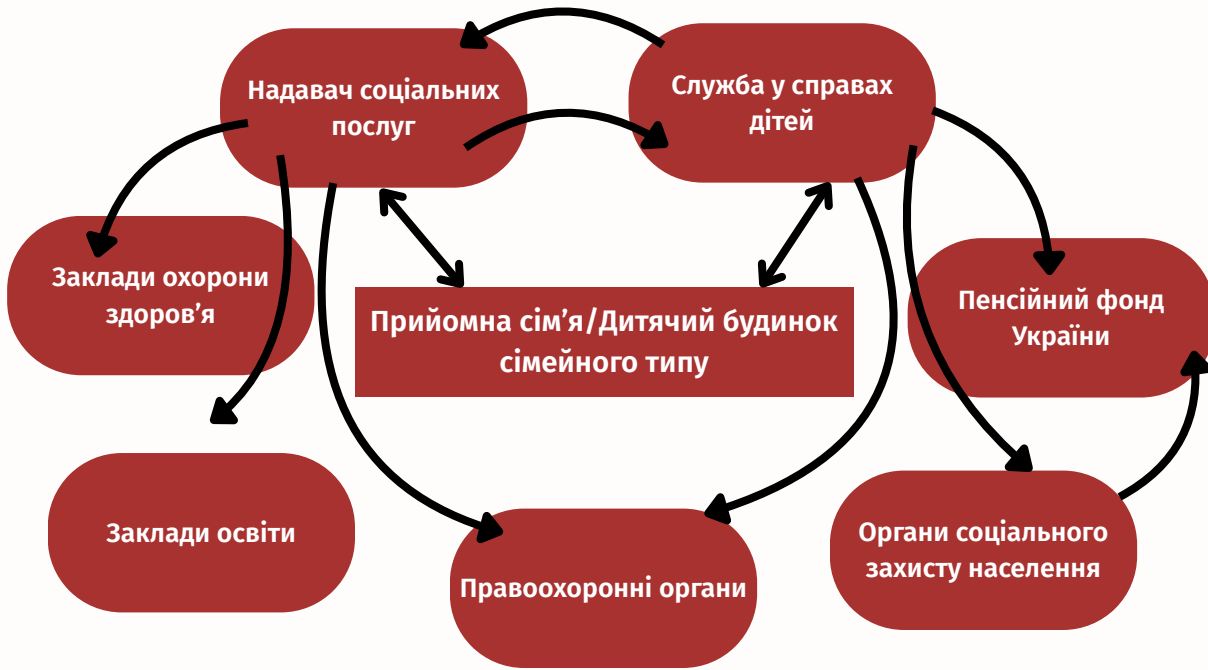 Надавач соціальних
послуг
Служба у справах
дітей
Заклади охорони
здоров’я
Прийомна сім’я/Дитячий будинок
сімейного типу
Пенсійний фонд
України
Заклади освіти
Правоохоронні органи
Органи соціального
захисту населення